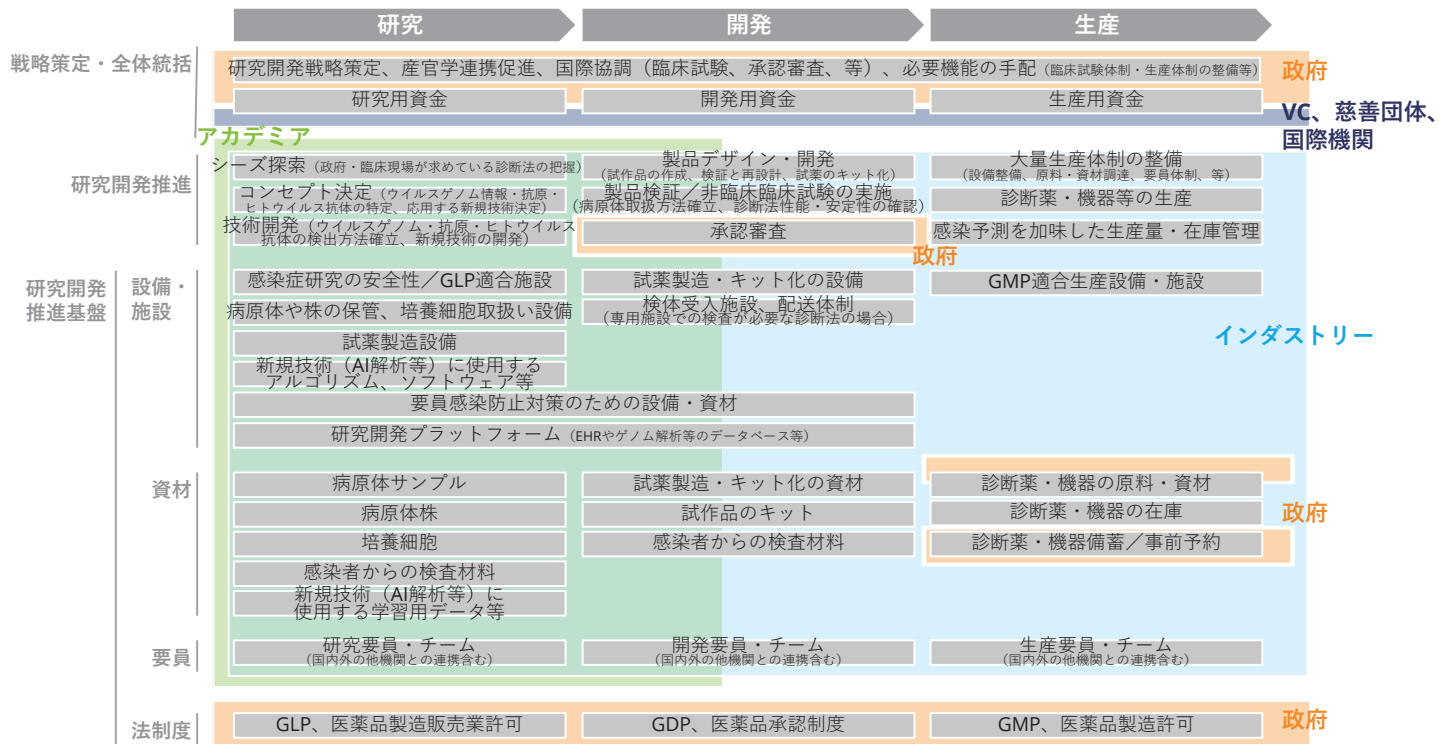 研究
開発
生産
戦略策定・全体統括
研究開発戦略策定、産官学連携促進、国際協調（臨床試験、承認審査、等）、必要機能の手配（臨床試験体制・生産体制の整備等）
政府
研究用資金
開発用資金
生産用資金
VC、慈善団体、
国際機関
アカデミア
研究開発推進
シーズ探索（政府・臨床現場が求めている診断法の把握）
製品デザイン・開発
（試作品の作成、検証と再設計、試薬のキット化）
大量生産体制の整備
（設備整備、原料・資材調達、要員体制、等）
コンセプト決定（ウイルスゲノム情報・抗原・
ヒトウイルス抗体の特定、応用する新規技術決定）
製品検証／非臨床臨床試験の実施
（病原体取扱方法確立、診断法性能・安定性の確認）
診断薬・機器等の生産
技術開発（ウイルスゲノム・抗原・ヒトウイルス
抗体の検出方法確立、新規技術の開発）
承認審査
感染予測を加味した生産量・在庫管理
政府
研究開発
推進基盤
設備・
施設
感染症研究の安全性／GLP適合施設
試薬製造・キット化の設備
GMP適合生産設備・施設
病原体や株の保管、培養細胞取扱い設備
検体受入施設、配送体制
（専用施設での検査が必要な診断法の場合）
インダストリー
試薬製造設備
新規技術（AI解析等）に使用する
アルゴリズム、ソフトウェア等
要員感染防止対策のための設備・資材
研究開発プラットフォーム（EHRやゲノム解析等のデータベース等）
資材
病原体サンプル
試薬製造・キット化の資材
診断薬・機器の原料・資材
病原体株
試作品のキット
診断薬・機器の在庫
政府
培養細胞
感染者からの検査材料
診断薬・機器備蓄／事前予約
感染者からの検査材料
新規技術（AI解析等）に
使用する学習用データ等
要員
研究要員・チーム
（国内外の他機関との連携含む）
開発要員・チーム
（国内外の他機関との連携含む）
生産要員・チーム
（国内外の他機関との連携含む）
法制度
GLP、医薬品製造販売業許可
GDP、医薬品承認制度
GMP、医薬品製造許可
政府